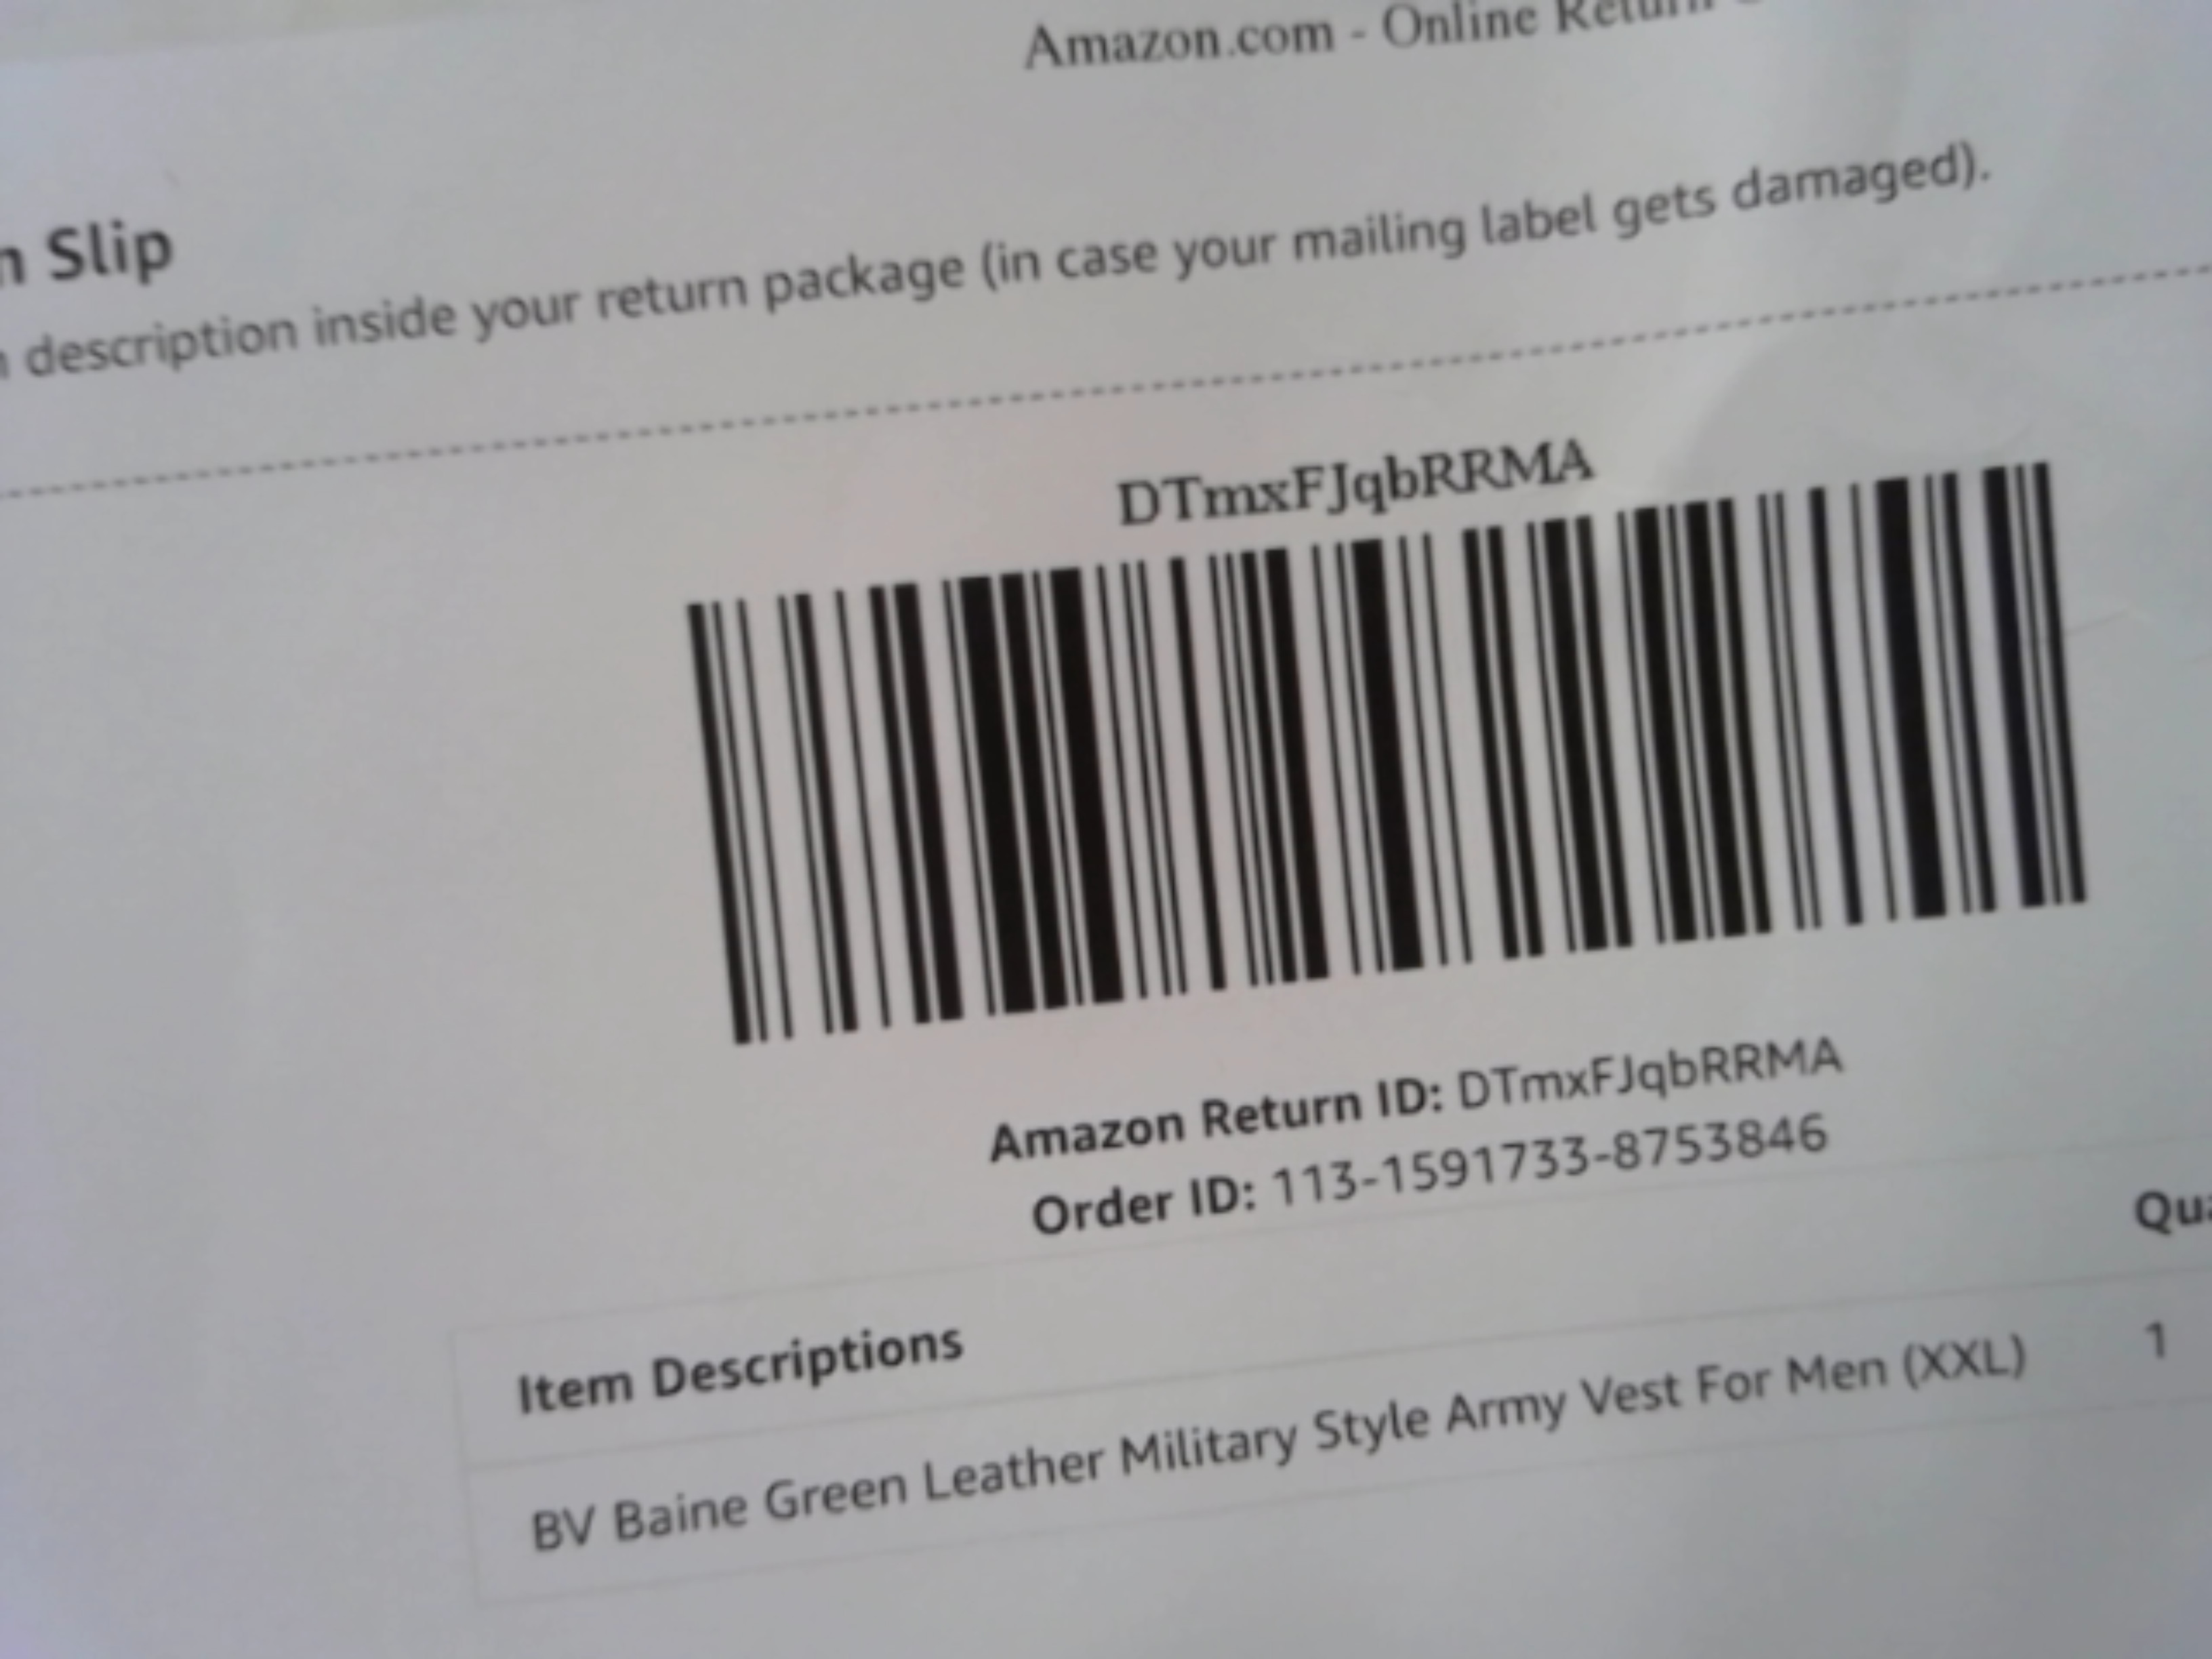 Amazon.com - Online Return
n Slip
description inside your return package (in case your mailing label gets damaged).
DTmxFJqbRRMA
Amazon Return ID: DTmxFJqbRRMA
Order ID: 113-1591733-8753846
Item Descriptions
Qua
BV Baine Green Leather Military Style Army Vest For Men (XXL)
1